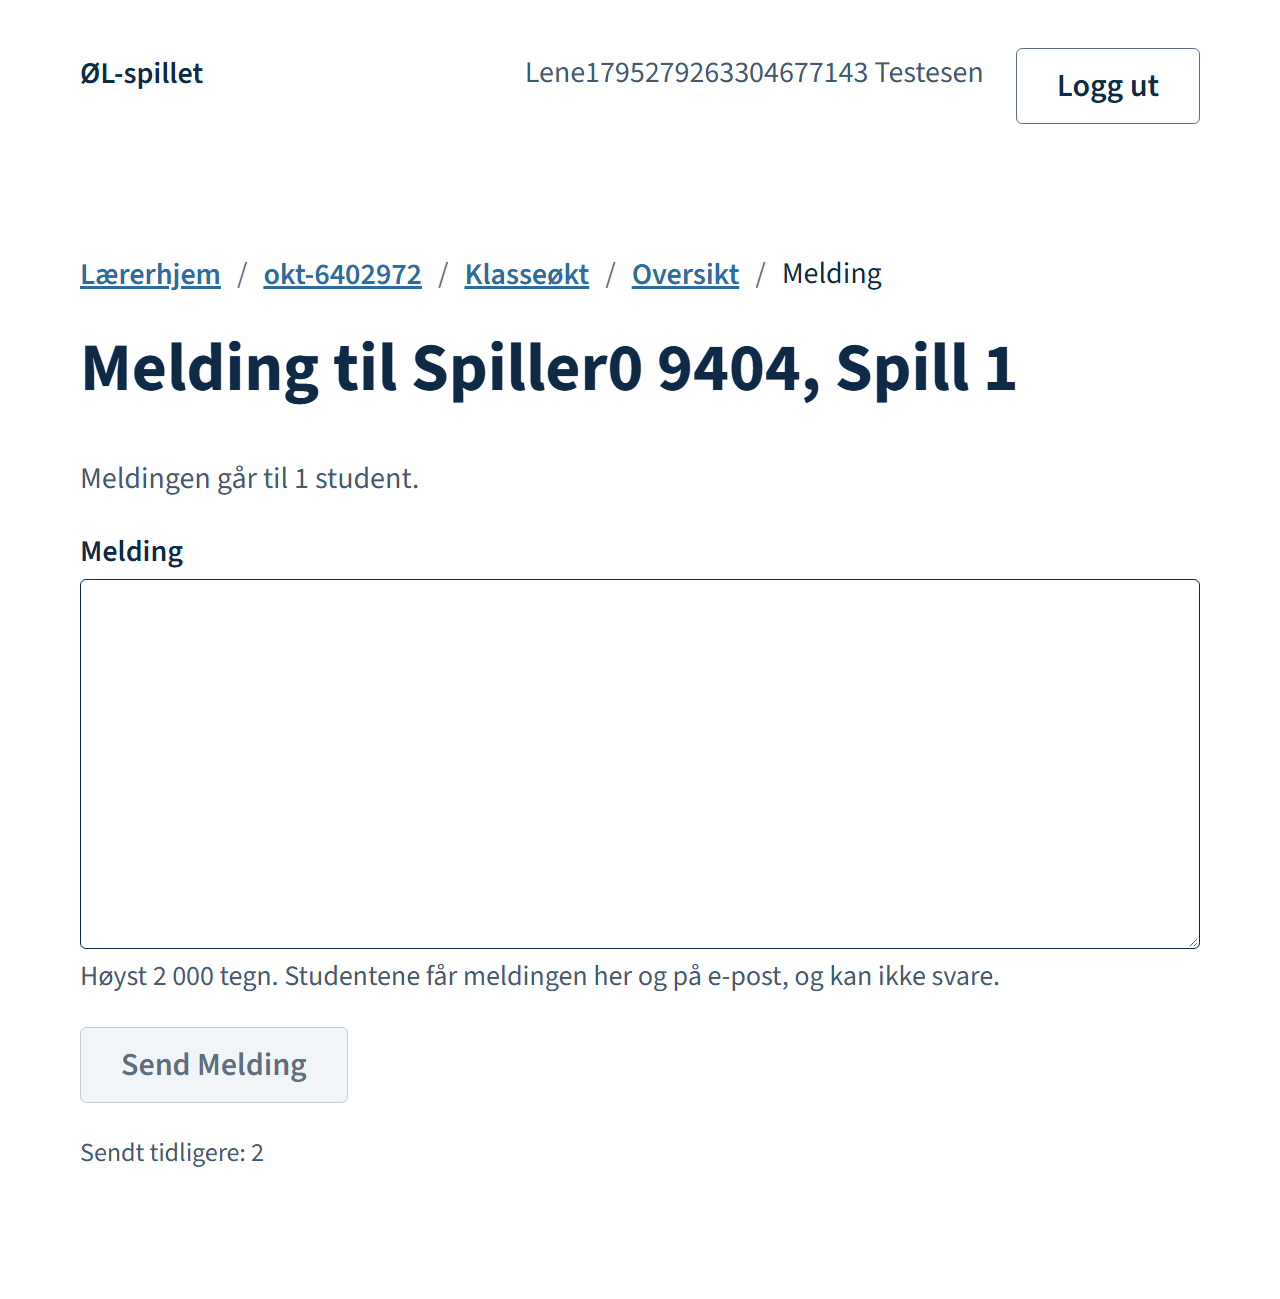 ØL-spillet
Lene1795279263304677143 Testesen
Logg ut
Lærerhjem / okt-6402972 / Klasseøkt / Oversikt / Melding
Melding til Spiller0 9404, Spill 1
Meldingen går til 1 student.
Melding
Høyst 2 000 tegn. Studentene får meldingen her og på e-post, og kan ikke svare.
Send Melding
Sendt tidligere: 2